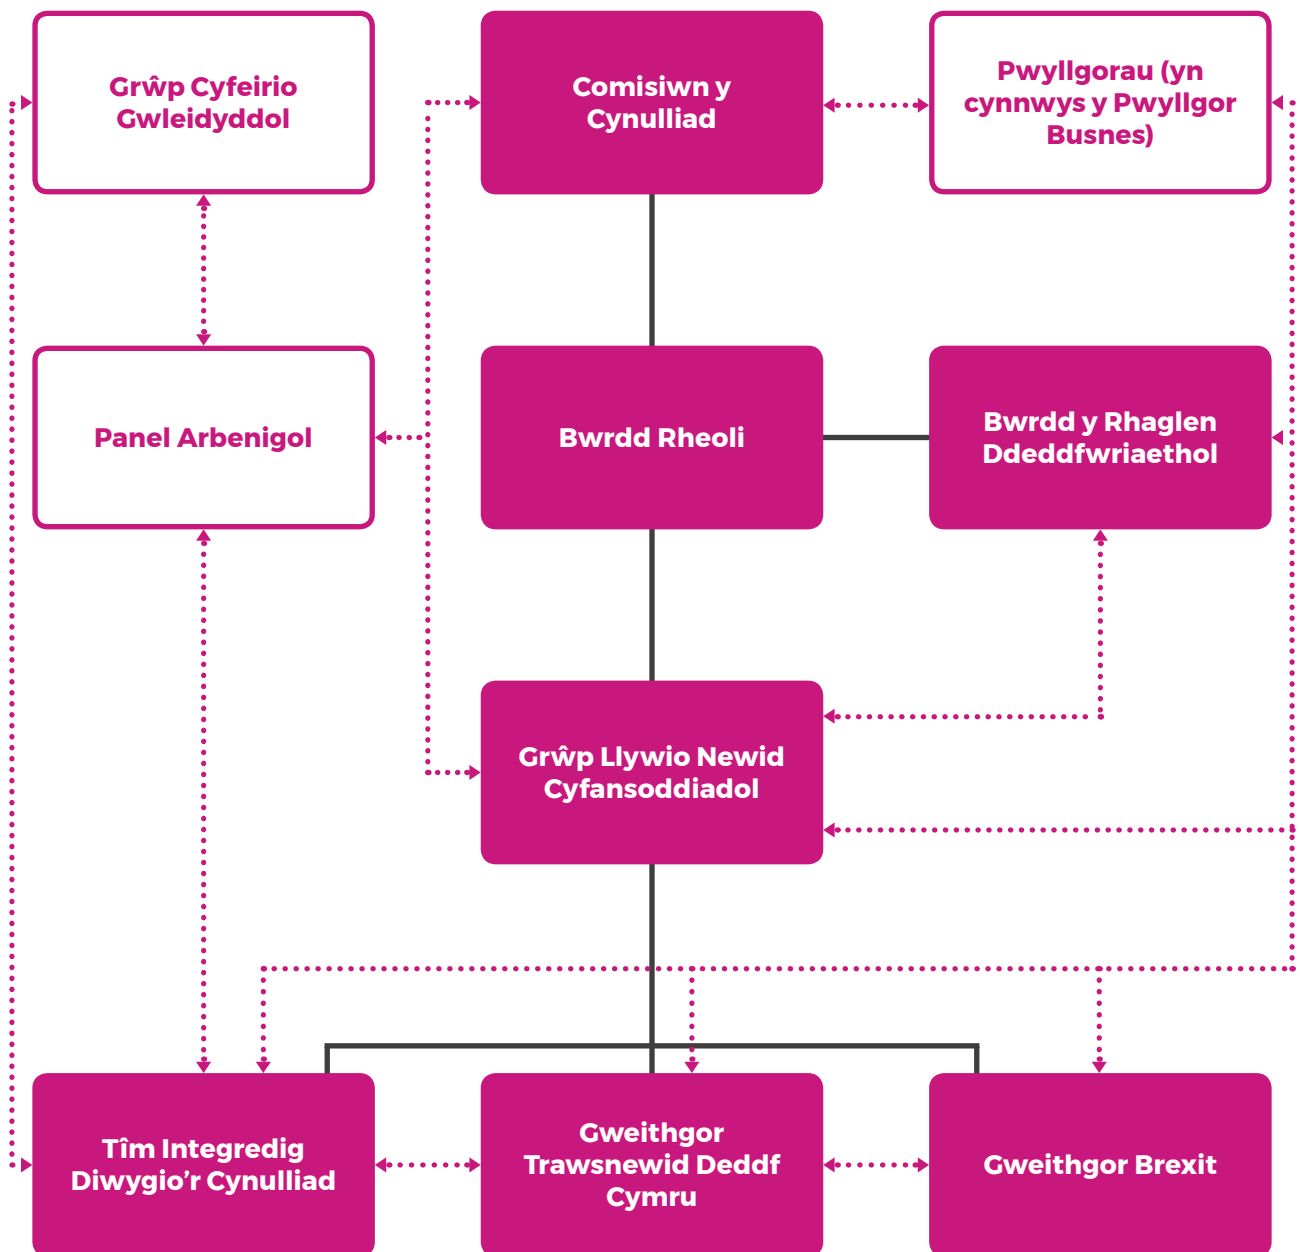 Grŵp Cyfeirio
Gwleidyddol
Comisiwn y
Cynulliad
Pwyllgorau (yn
cynnwys y Pwyllgor
Busnes)
Panel Arbenigol
Bwrdd Rheoli
Bwrdd y Rhaglen
Ddeddfwriaethol
Grŵp Llywio Newid
Cyfansoddiadol
Tîm Integredig
Diwygio’r Cynulliad
Gweithgor
Trawsnewid Deddf
Cymru
Gweithgor Brexit